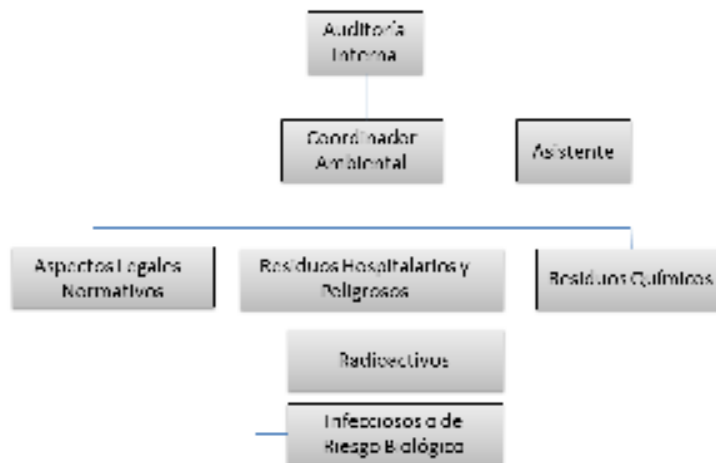 Auditoría
Interna
Coordinador
Ambiental
Asistente
Aspectos Legales
Normativos
Residuos Hospitalarios y
Peligrosos
Residuos Químicos
Radioactivos
Infecciosos o de
Riesgo Biológico